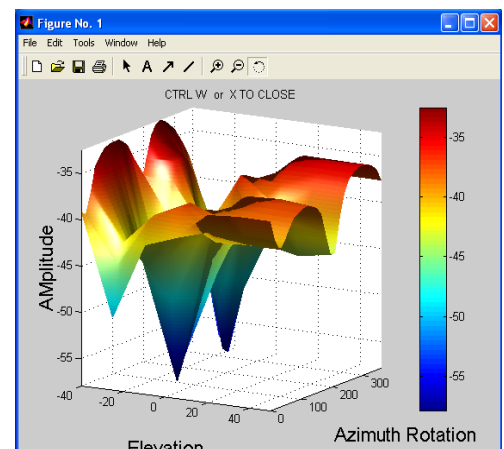 Figure No. 1
File Edit Tools Window Help
A
CTRL W or X TO CLOSE
-35
-40
-45
-50
-55
AMplitude
-40
-20
0
20
40
Elevation
0
100
200
300
Azimuth Rotation
-35
-40
-45
-50
-55